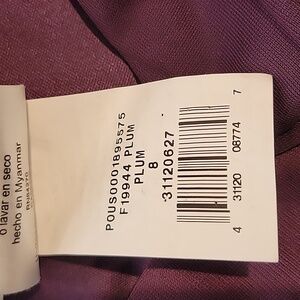 o lavar en seco
hecho en Myanmar
POUS0001895575
F19944 PLUM
PLUM
8
31120627
4 31120 08774 7